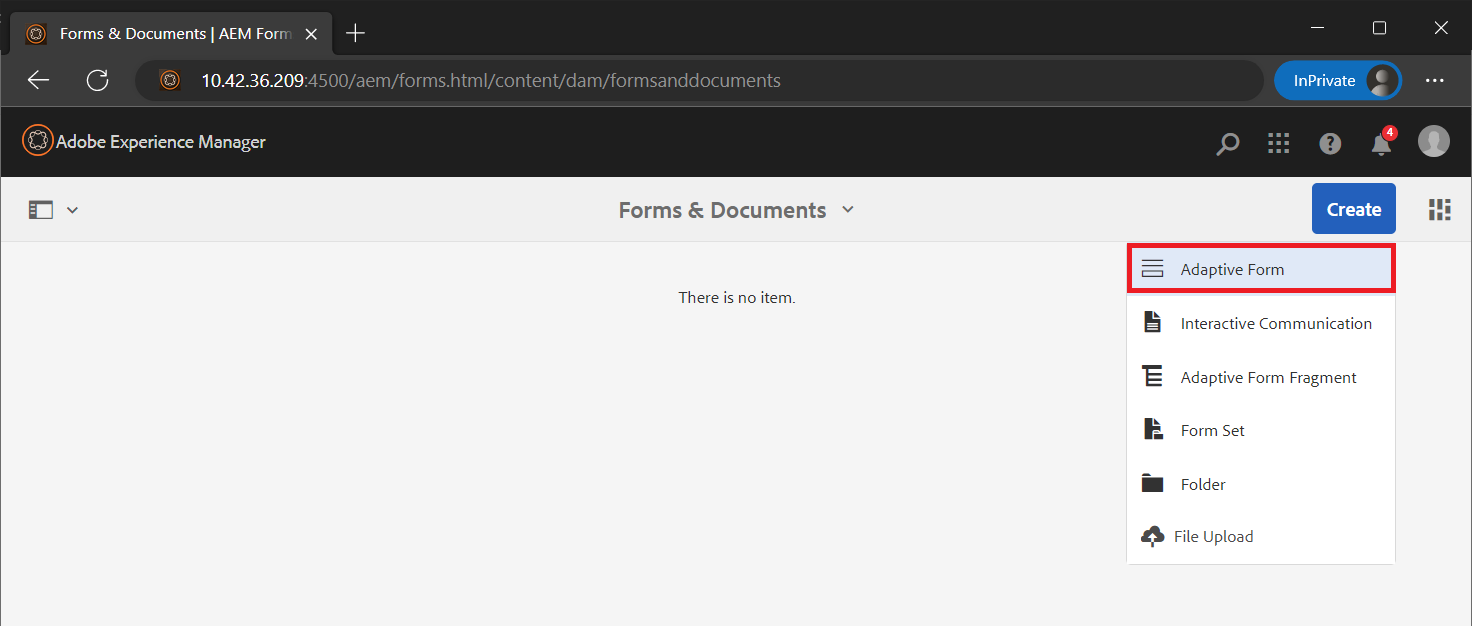 Forms & Documents | AEM Form
10.42.36.209:4500/aem/forms.html/content/dam/formsanddocuments
InPrivate
Adobe Experience Manager
?
4
Forms & Documents
Create
There is no item.
Adaptive Form
Interactive Communication
Adaptive Form Fragment
Form Set
Folder
File Upload